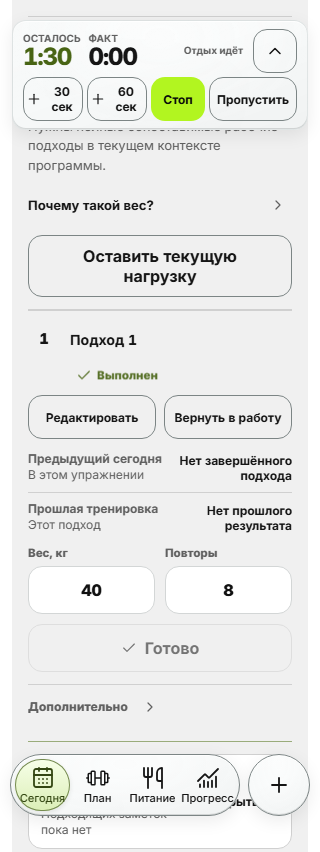 ОСТАЛОСЬ ФАКТ
1:30 0:00
Отдых идёт
+ 30 сек
+ 60 сек
Стоп
Пропустить
подходы в текущем контексте
программы.
Почему такой вес?
Оставить текущую
нагрузку
1 Подход 1
Выполнен
Редактировать
Вернуть в работу
Предыдущий сегодня
В этом упражнении
Нет завершённого
подхода
Прошлая тренировка
Этот подход
Нет прошлого
результата
Вес, кг
Повторы
40
8
Готово
Дополнительно
Сегодня
План
Питание
Прогресс
+
Подходящих заметок
пока нет